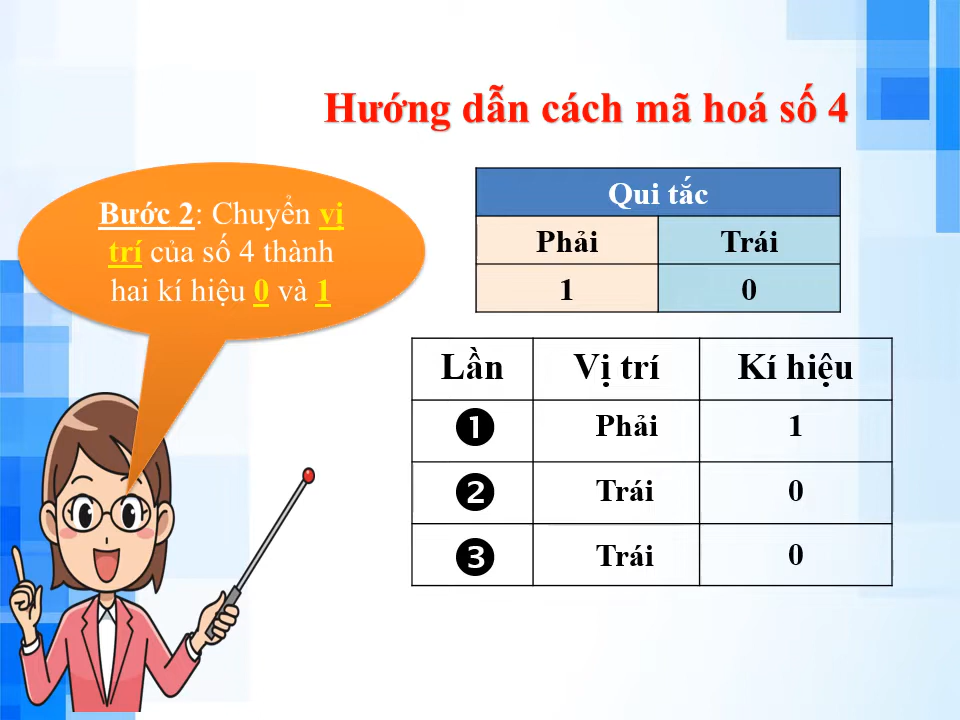 Hướng dẫn cách mã hoá số 4
Bước 2: Chuyển vị
trí của số 4 thành
hai kí hiệu 0 và 1
Qui tắc
Phải Trái
1 0
Lần Vị trí Kí hiệu
❶ Phải 1
❷ Trái 0
❸ Trái 0